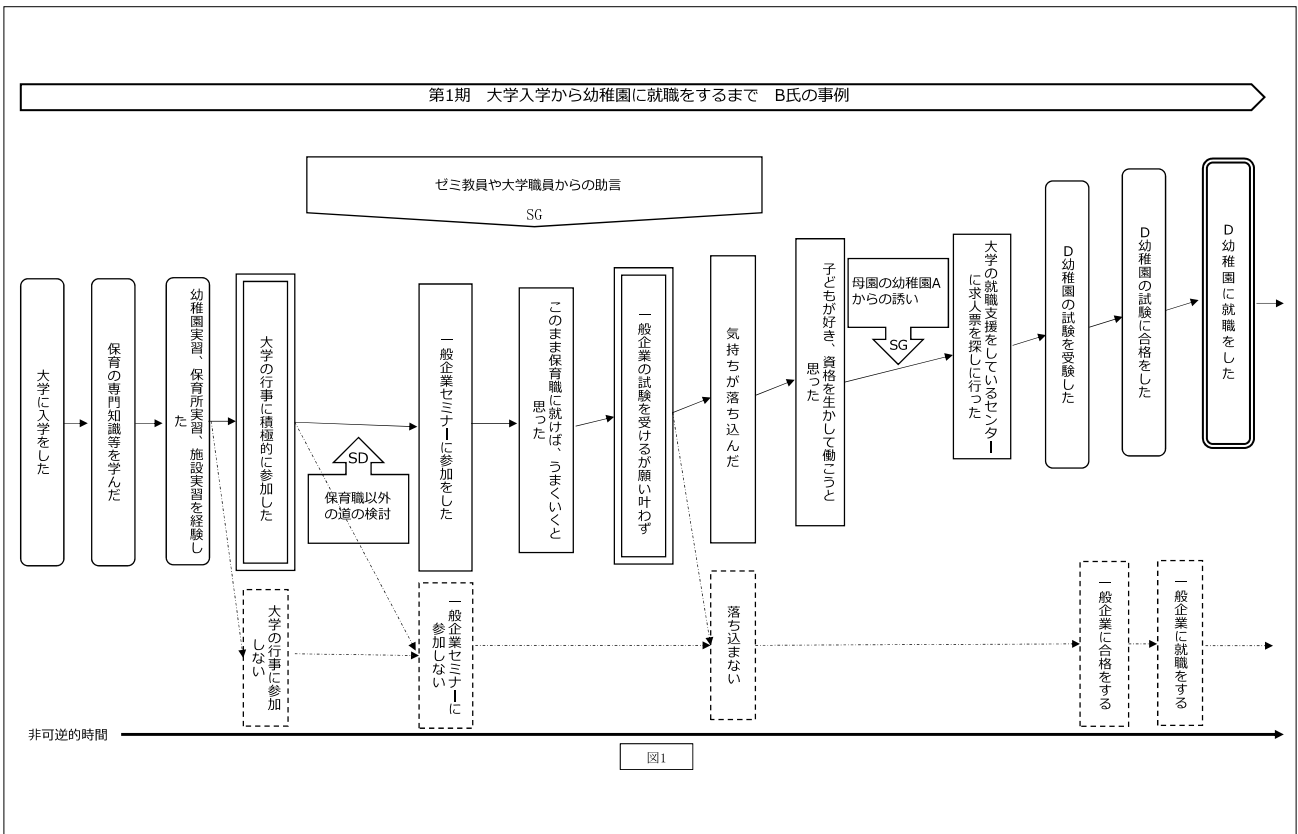 第1期　大学入学から幼稚園に就職をするまで　B氏の事例
ゼミ教員や大学職員からの助言
SG
大学に入学をした
保育の専門知識等を学んだ
幼稚園実習、保育所実習、施設実習を経験し
た
大学の行事に積極的に参加した
SD
保育職以外
の道の検討
一般企業セミナーに参加をした
このまま保育職に就けば、うまくいくと
思った
一般企業の試験を受けるが願い叶わず
気持ちが落ち込んだ
子どもが好き、資格を生かして働こうと
思った
母園の幼稚園A
からの誘い
SG
大学の就職支援をしているセンター
に求人票を探しに行った
D幼稚園の試験を受験した
D幼稚園の試験に合格をした
D幼稚園に就職をした
大学の行事に参加
しない
一般企業セミナーに
参加しない
落ち込まない
一般企業に合格をする
一般企業に就職をする
非可逆的時間
図1